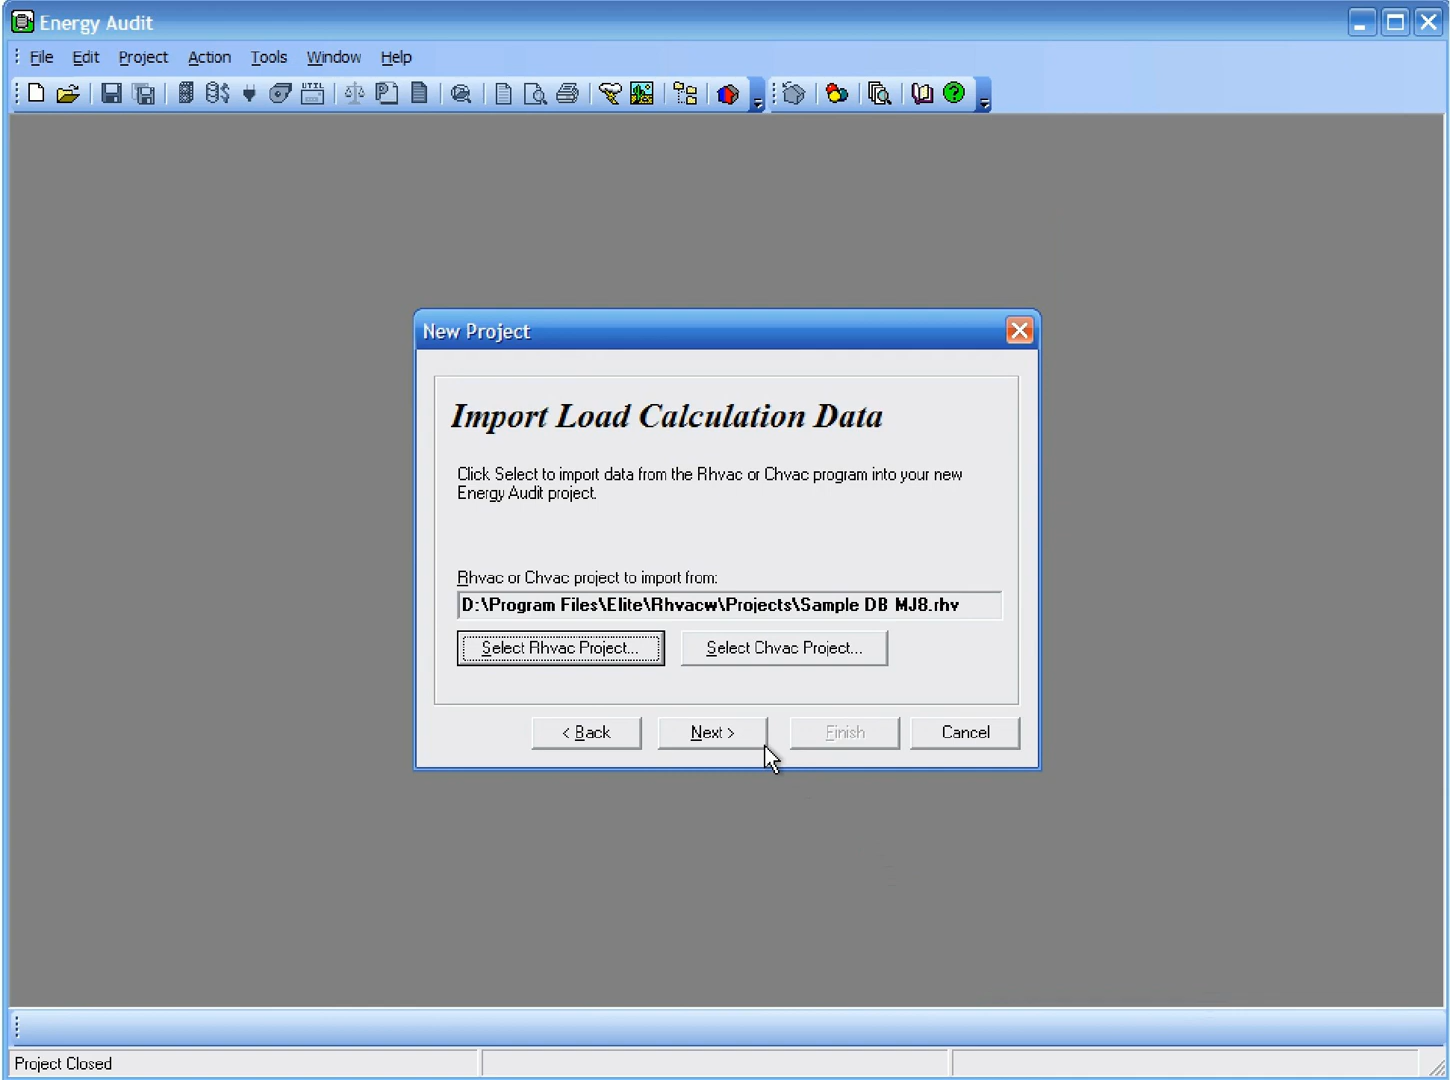 Energy Audit
File Edit Project Action Tools Window Help
UTIL
New Project
Import Load Calculation Data
Click Select to import data from the Rhvac or Chvac program into your new
Energy Audit project.
Rhvac or Chvac project to import from:
D:\Program Files\Elite\Rhvacw\Projects\Sample DB MJ8.rhv
Select Rhvac Project... Select Chvac Project...
< Back Next > Finish Cancel
Project Closed